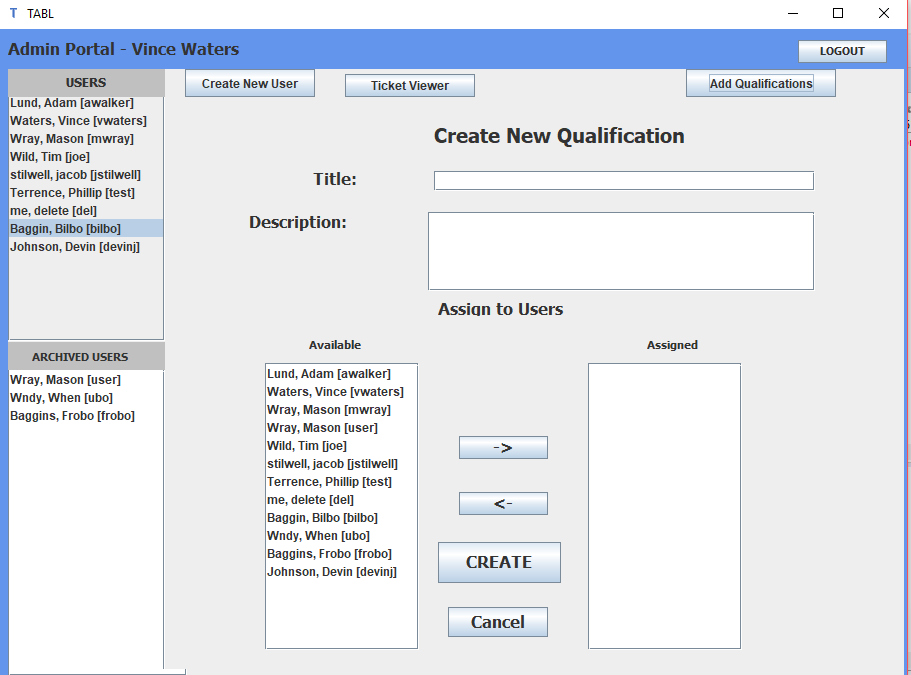 T TABL
Admin Portal - Vince Waters
LOGOUT
USERS
Lund, Adam [awalker]
Waters, Vince [vwaters]
Wray, Mason [mwray]
Wild, Tim [joe]
stilwell, jacob [jstilwell]
Terrence, Phillip [test]
me, delete [del]
Baggin, Bilbo [bilbo]
Johnson, Devin [devinj]
ARCHIVED USERS
Wray, Mason [user]
Wndy, When [ubo]
Baggins, Frobo [frobo]
Create New User
Ticket Viewer
Add Qualifications
Create New Qualification
Title:
Description:
Assign to Users
Available
Lund, Adam [awalker]
Waters, Vince [vwaters]
Wray, Mason [mwray]
Wray, Mason [user]
Wild, Tim [joe]
stilwell, jacob [jstilwell]
Terrence, Phillip [test]
me, delete [del]
Baggin, Bilbo [bilbo]
Wndy, When [ubo]
Baggins, Frobo [frobo]
Johnson, Devin [devinj]
->
<-
CREATE
Cancel
Assigned